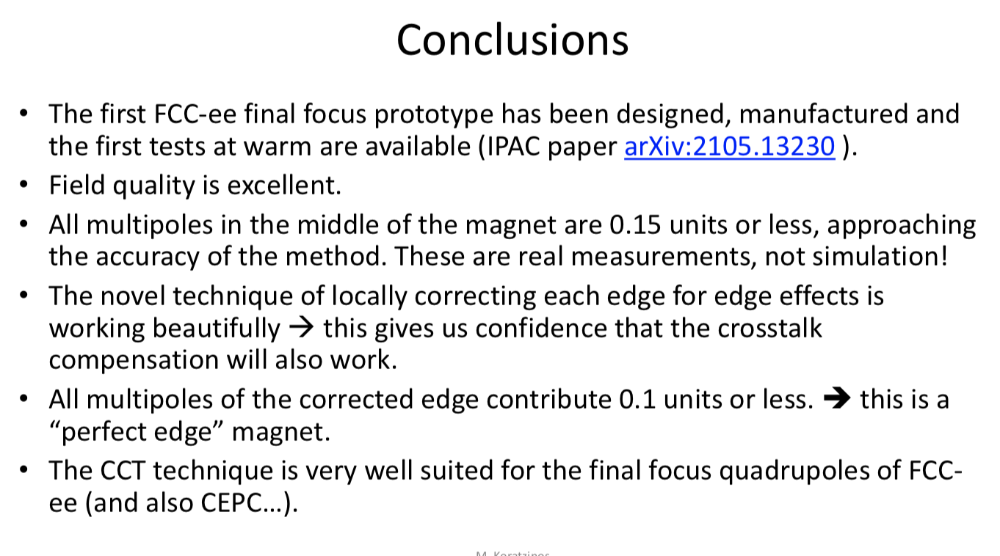 Conclusions
• The first FCC-ee final focus prototype has been designed, manufactured and
the first tests at warm are available (IPAC paper arXiv:2105.13230 ).
• Field quality is excellent.
• All multipoles in the middle of the magnet are 0.15 units or less, approaching
the accuracy of the method. These are real measurements, not simulation!
• The novel technique of locally correcting each edge for edge effects is
working beautifully → this gives us confidence that the crosstalk
compensation will also work.
• All multipoles of the corrected edge contribute 0.1 units or less. 🡺 this is a
“perfect edge” magnet.
• The CCT technique is very well suited for the final focus quadrupoles of FCC-
ee (and also CEPC…).
M. Koratzinos